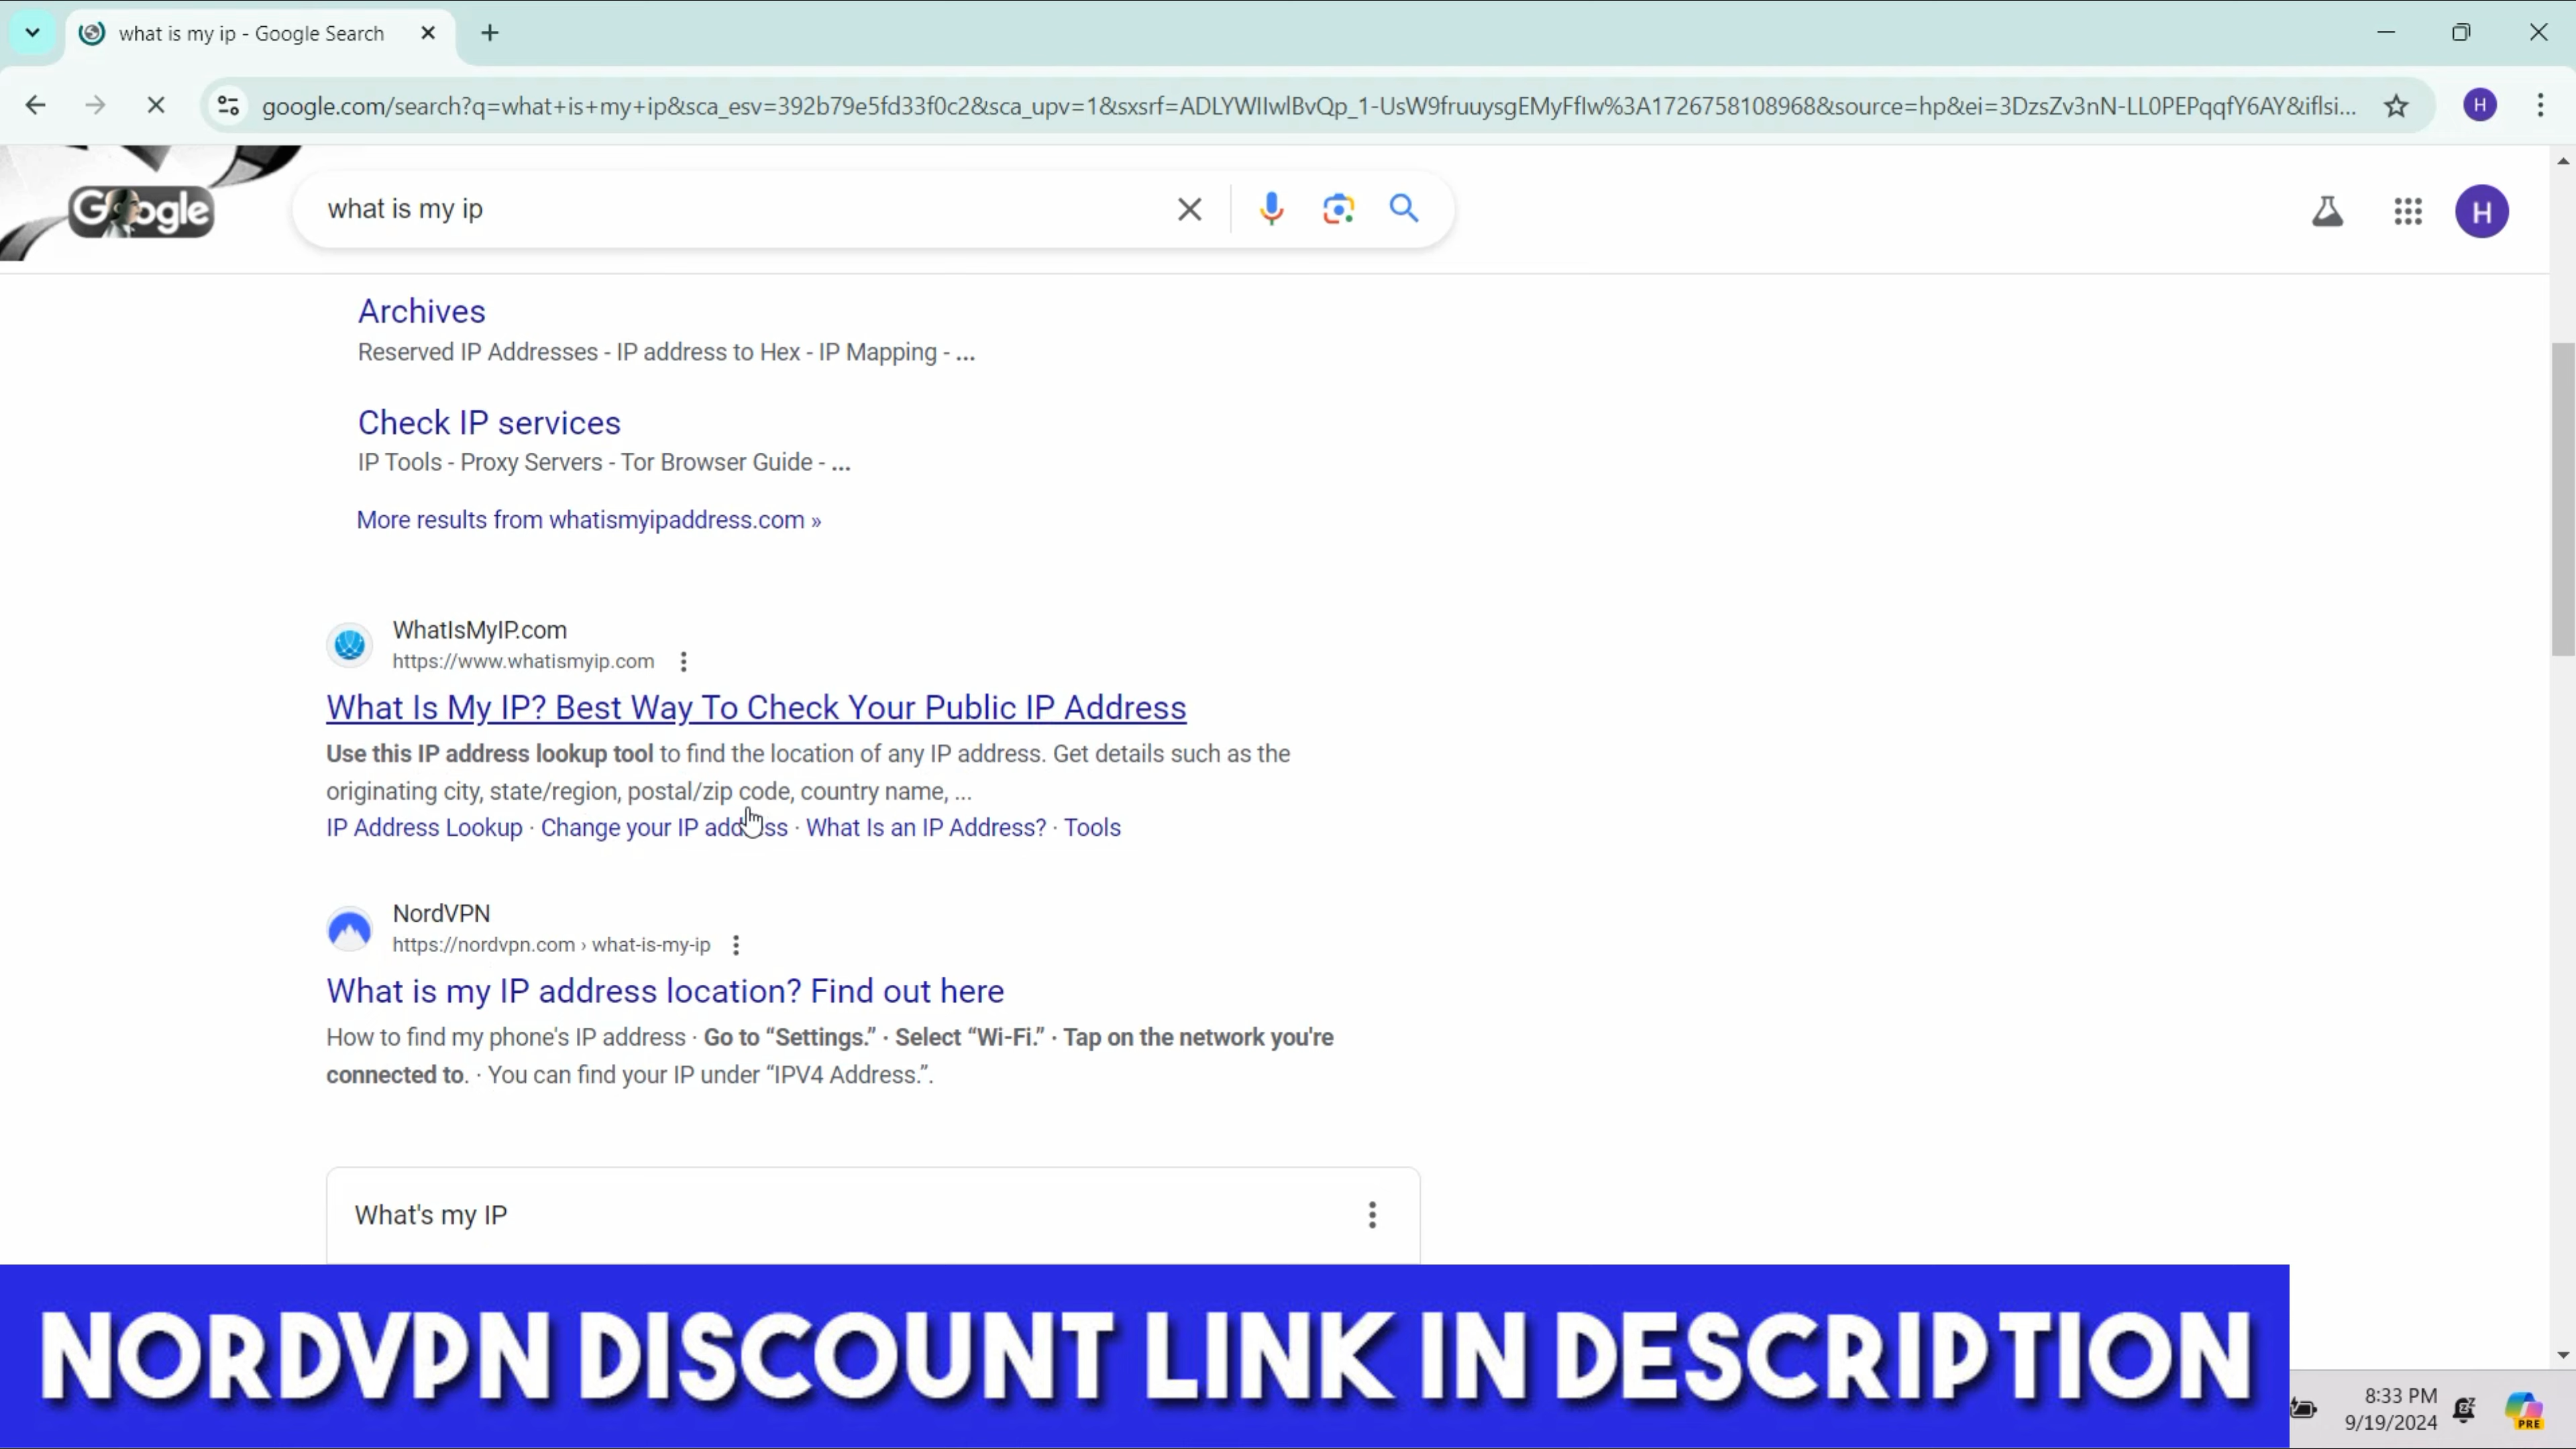 what is my ip - Google Search
google.com/search?q=what+is+my+ip&sca_esv=392b79e5fd33f0c2&sca_upv=1&sxsrf=ADLYWIIwlBvQp_1-UsW9fruuysgEMyFfIw%3A1726758108968&source=hp&ei=3DzsZv3nN-LL0PEPqqfY6AY&iflsi...
H
Google
what is my ip
H
Archives
Reserved IP Addresses - IP address to Hex - IP Mapping - ...
Check IP services
IP Tools - Proxy Servers - Tor Browser Guide - ...
More results from whatismyipaddress.com »
WhatIsMyIP.com
https://www.whatismyip.com
What Is My IP? Best Way To Check Your Public IP Address
Use this IP address lookup tool to find the location of any IP address. Get details such as the
originating city, state/region, postal/zip code, country name, ...
IP Address Lookup · Change your IP address · What Is an IP Address? · Tools
NordVPN
https://nordvpn.com › what-is-my-ip
What is my IP address location? Find out here
How to find my phone's IP address · Go to “Settings.” · Select “Wi-Fi.” · Tap on the network you're
connected to. · You can find your IP under “IPV4 Address.”.
What's my IP
NORDVPN DISCOUNT LINK IN DESCRIPTION
8:33 PM
9/19/2024
PRE